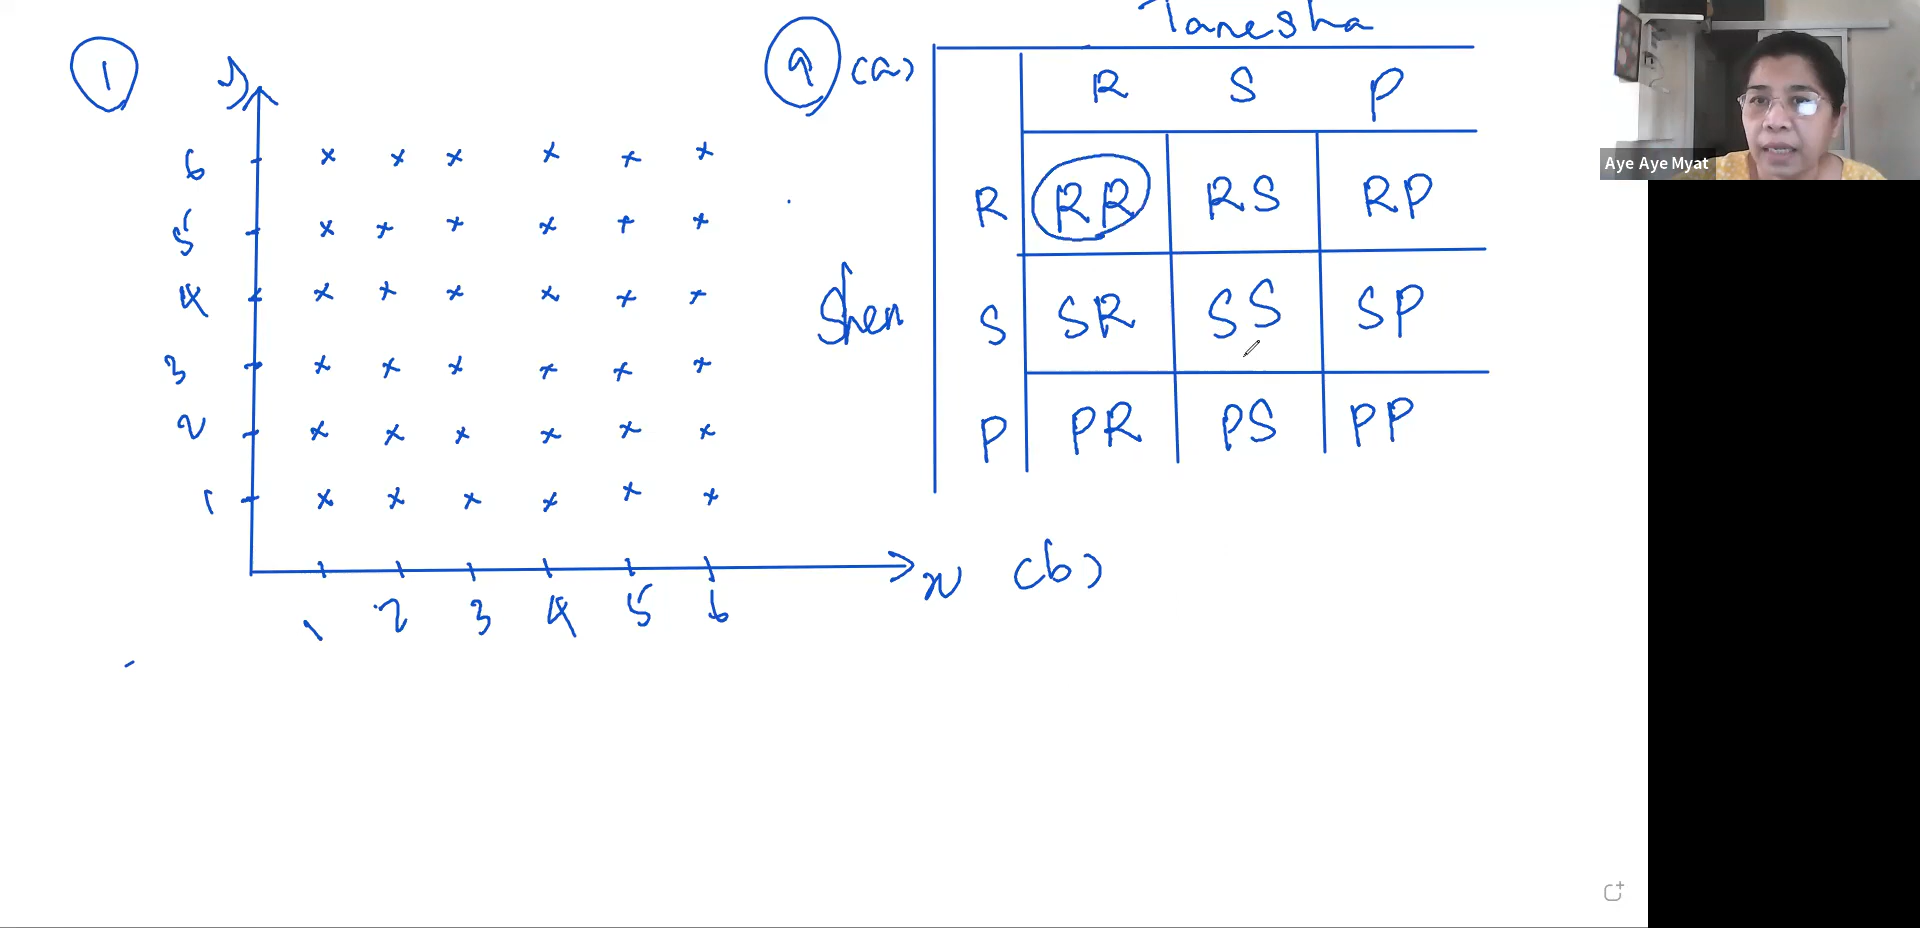 1
y
6
5
4
3
2
1
1 2 3 4 5 6
x
9 (a)
Tanesha
R S P
Shen
R RR RS RP
S SR SS SP
P PR PS PP
(b)
Aye Aye Myat